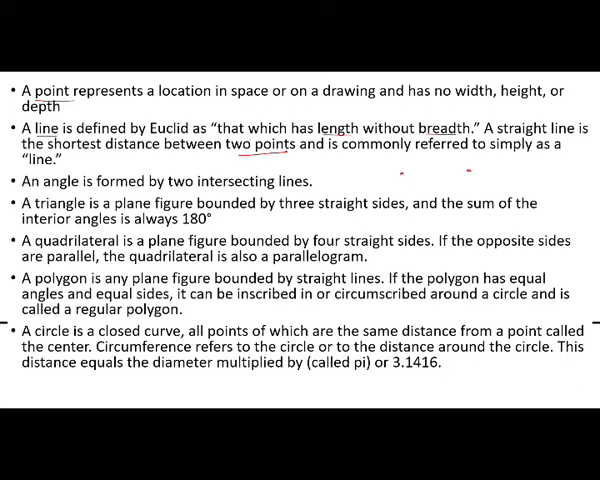 • A point represents a location in space or on a drawing and has no width, height, or
depth
• A line is defined by Euclid as “that which has length without breadth.” A straight line is
the shortest distance between two points and is commonly referred to simply as a
“line.”
• An angle is formed by two intersecting lines.
• A triangle is a plane figure bounded by three straight sides, and the sum of the
interior angles is always 180°
• A quadrilateral is a plane figure bounded by four straight sides. If the opposite sides
are parallel, the quadrilateral is also a parallelogram.
• A polygon is any plane figure bounded by straight lines. If the polygon has equal
angles and equal sides, it can be inscribed in or circumscribed around a circle and is
called a regular polygon.
• A circle is a closed curve, all points of which are the same distance from a point called
the center. Circumference refers to the circle or to the distance around the circle. This
distance equals the diameter multiplied by (called pi) or 3.1416.